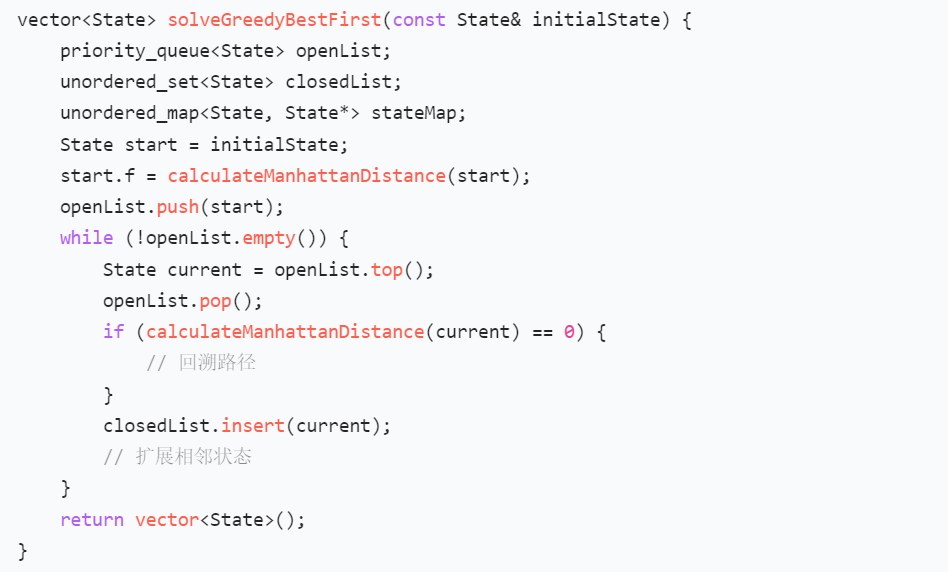 vector<State> solveGreedyBestFirst(const State& initialState) {
    priority_queue<State> openList;
    unordered_set<State> closedList;
    unordered_map<State, State*> stateMap;
    State start = initialState;
    start.f = calculateManhattanDistance(start);
    openList.push(start);
    while (!openList.empty()) {
        State current = openList.top();
        openList.pop();
        if (calculateManhattanDistance(current) == 0) {
            // 回溯路径
        }
        closedList.insert(current);
        // 扩展相邻状态
    }
    return vector<State>();
}